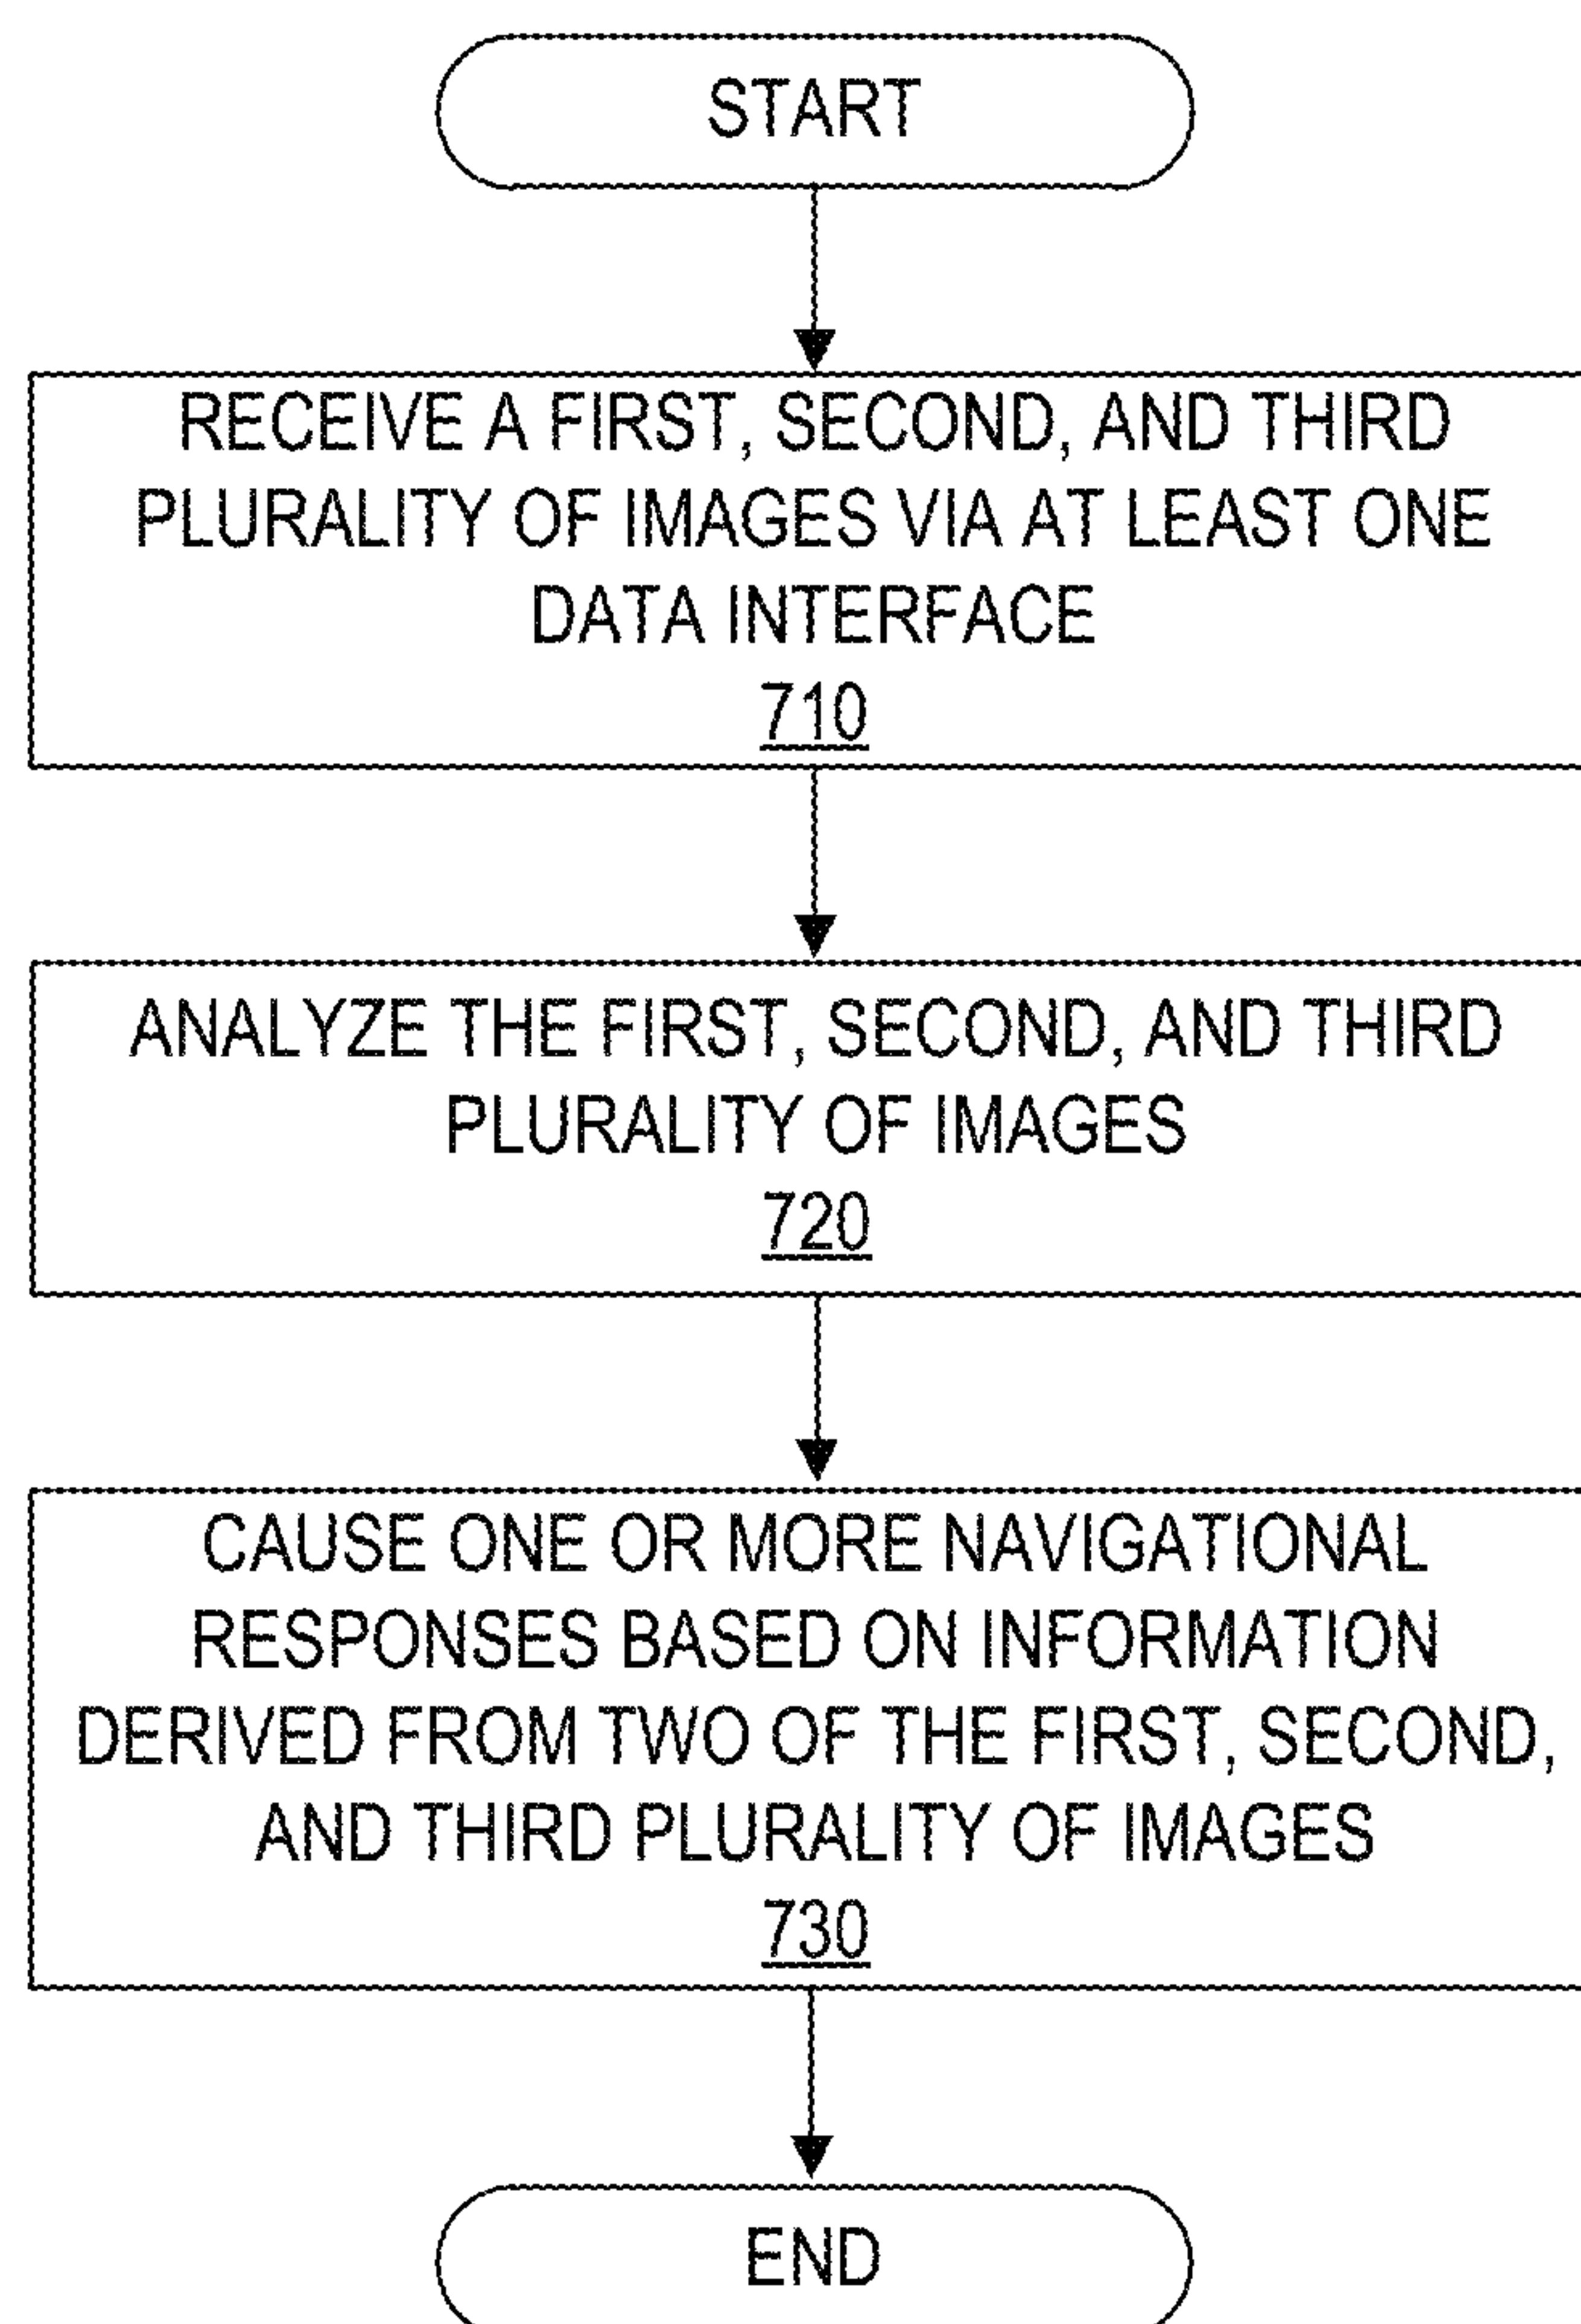 START
RECEIVE A FIRST, SECOND, AND THIRD
PLURALITY OF IMAGES VIA AT LEAST ONE
DATA INTERFACE
710
ANALYZE THE FIRST, SECOND, AND THIRD
PLURALITY OF IMAGES
720
CAUSE ONE OR MORE NAVIGATIONAL
RESPONSES BASED ON INFORMATION
DERIVED FROM TWO OF THE FIRST, SECOND,
AND THIRD PLURALITY OF IMAGES
730
END